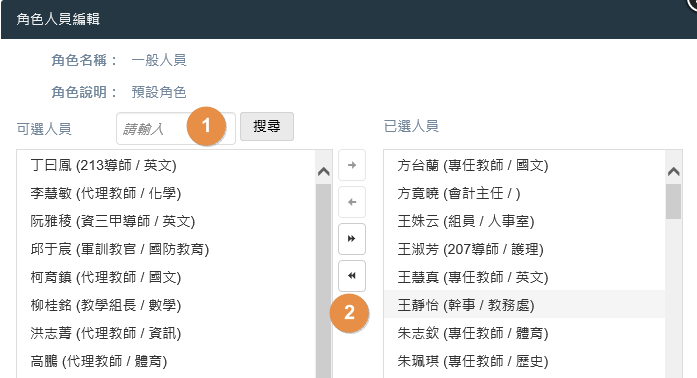 角色人員編輯
角色名稱： 一般人員
角色說明： 預設角色
可選人員 請輸入 1 搜尋 已選人員
丁曰鳳 (213導師 / 英文)
李慧敏 (代理教師 / 化學)
阮雅稜 (資三甲導師 / 英文)
邱于宸 (軍訓教官 / 國防教育)
柯育鎮 (代理教師 / 國文)
柳桂銘 (教學組長 / 數學)
洪志菁 (代理教師 / 資訊)
高鵬 (代理教師 / 體育)
2
方台蘭 (專任教師 / 國文)
方竟曉 (會計主任 / )
王姝云 (組員 / 人事室)
王淑芳 (207導師 / 護理)
王慧真 (專任教師 / 英文)
王靜怡 (幹事 / 教務處)
朱志欽 (專任教師 / 體育)
朱珮琪 (專任教師 / 歷史)